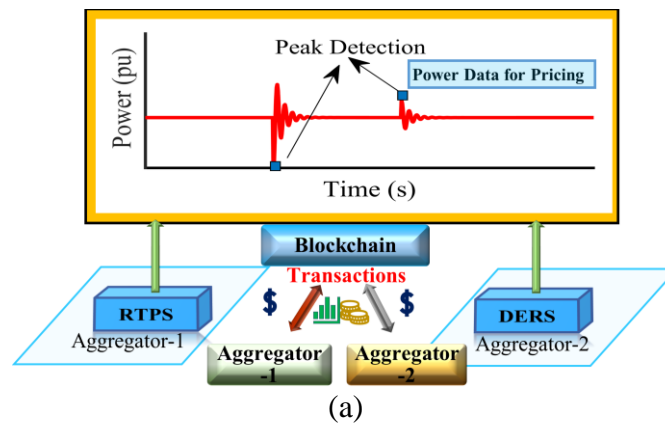 Peak Detection
Power Data for Pricing
Power (pu)
Time (s)
Blockchain
Transactions
$ $
RTPS
Aggregator-1
DERS
Aggregator-2
Aggregator
-1
Aggregator
-2
(a)